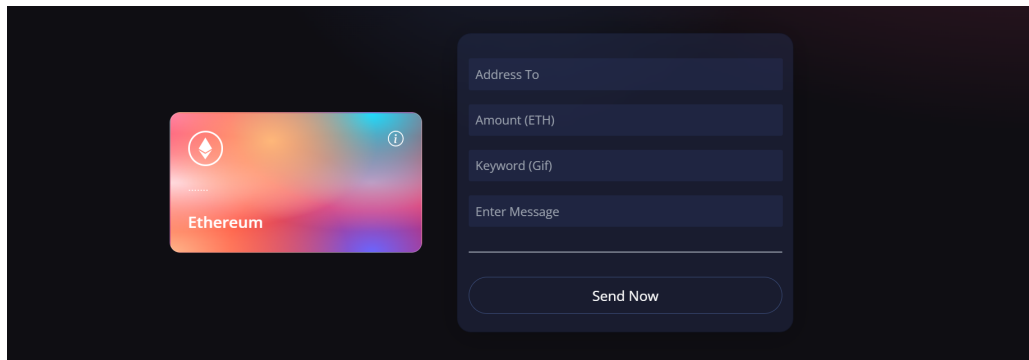 .......
Ethereum
Address To
Amount (ETH)
Keyword (Gif)
Enter Message
Send Now